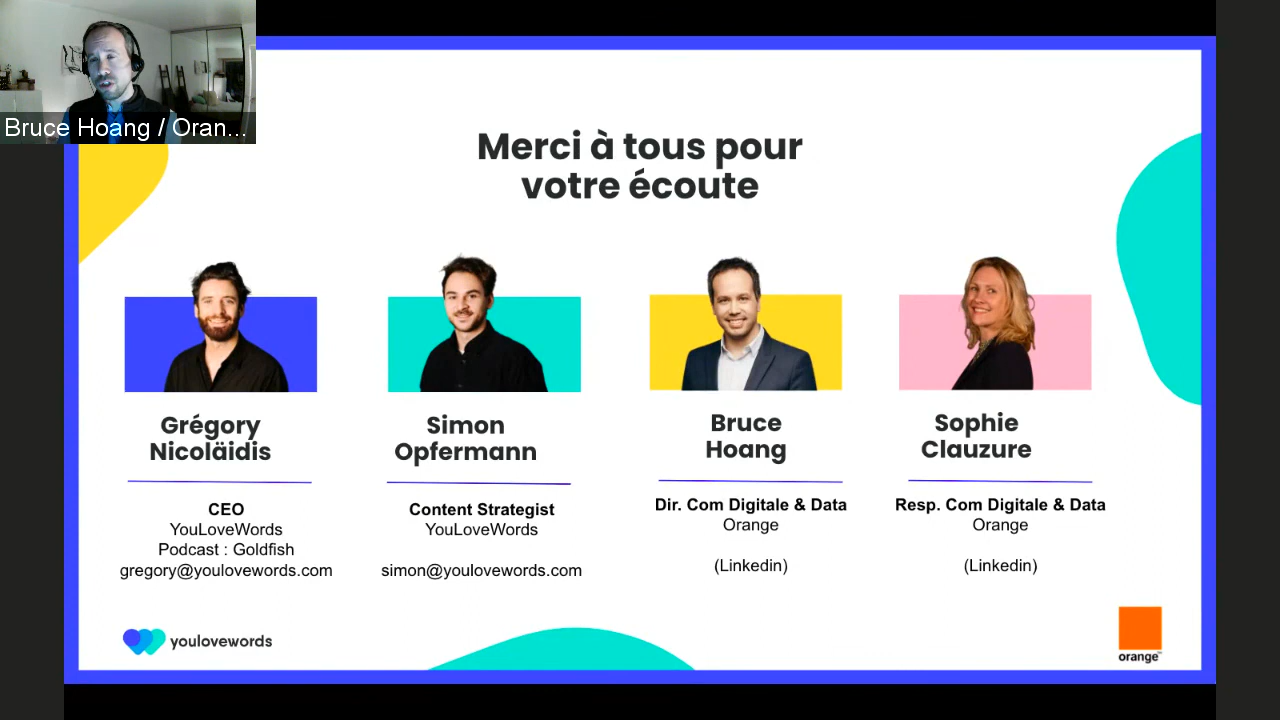 Bruce Hoang / Oran...
Merci à tous pour
votre écoute
Grégory
Nicoläidis
CEO
YouLoveWords
Podcast : Goldfish
gregory@youlovewords.com
Simon
Opfermann
Content Strategist
YouLoveWords
simon@youlovewords.com
Bruce
Hoang
Dir. Com Digitale & Data
Orange
(Linkedin)
Sophie
Clauzure
Resp. Com Digitale & Data
Orange
(Linkedin)
youlovewords
orange™